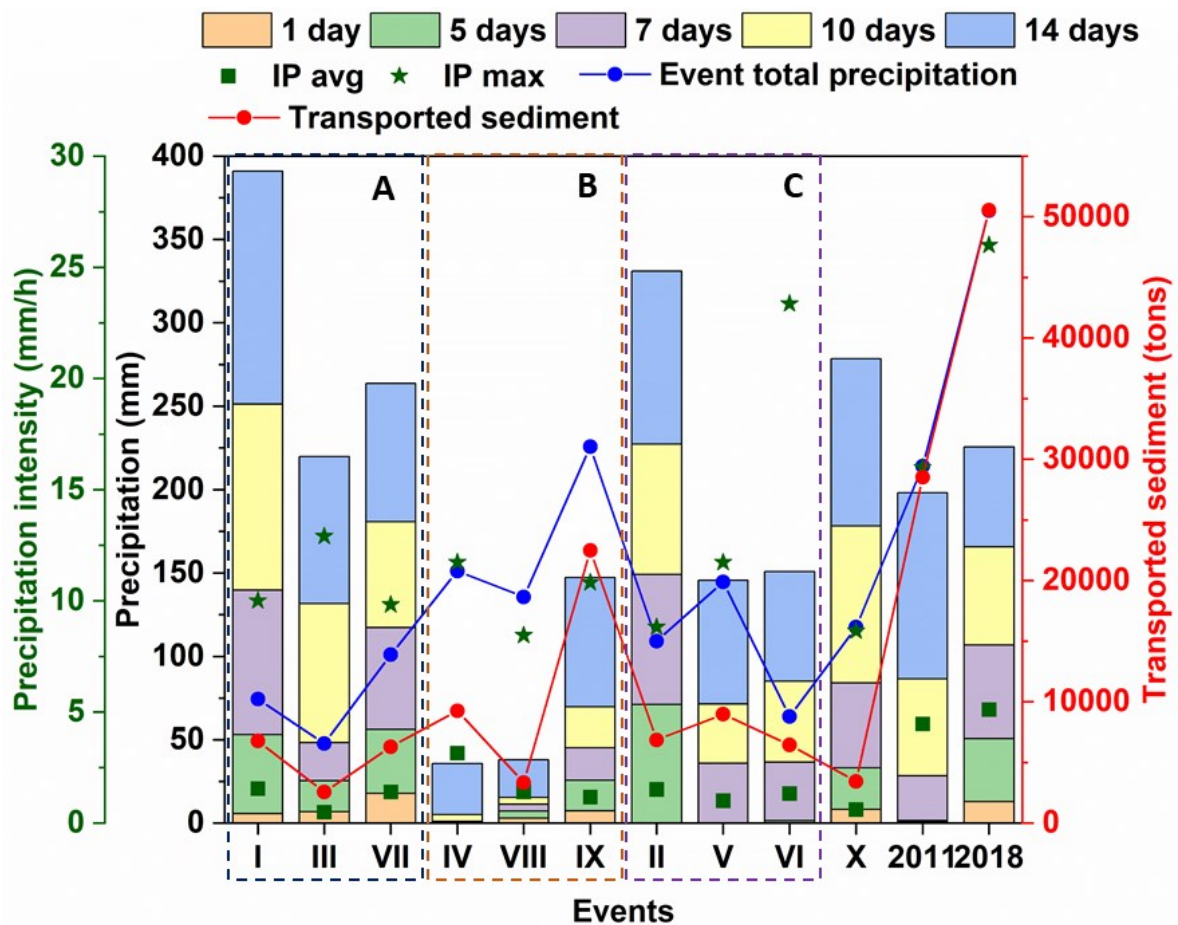 1 day 5 days 7 days 10 days 14 days
IP avg IP max Event total precipitation
Transported sediment
Precipitation intensity (mm/h)
30
25
20
15
10
5
0
Precipitation (mm)
400
350
300
250
200
150
100
50
0
A B C
Transported sediment (tons)
50000
40000
30000
20000
10000
0
I III VII IV VIII IX II V VI X 2011 2018
Events